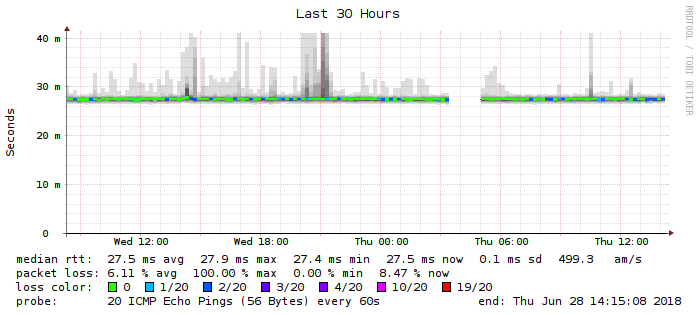 Last 30 Hours
RRDTOOL / TOBI OETIKER
Seconds
40 m
30 m
20 m
10 m
0
Wed 12:00 Wed 18:00 Thu 00:00 Thu 06:00 Thu 12:00
median rtt: 27.5 ms avg 27.9 ms max 27.4 ms min 27.5 ms now 0.1 ms sd 499.3 am/s
packet loss: 6.11 % avg 100.00 % max 0.00 % min 8.47 % now
loss color: 0 1/20 2/20 3/20 4/20 10/20 19/20
probe: 20 ICMP Echo Pings (56 Bytes) every 60s end: Thu Jun 28 14:15:08 2018